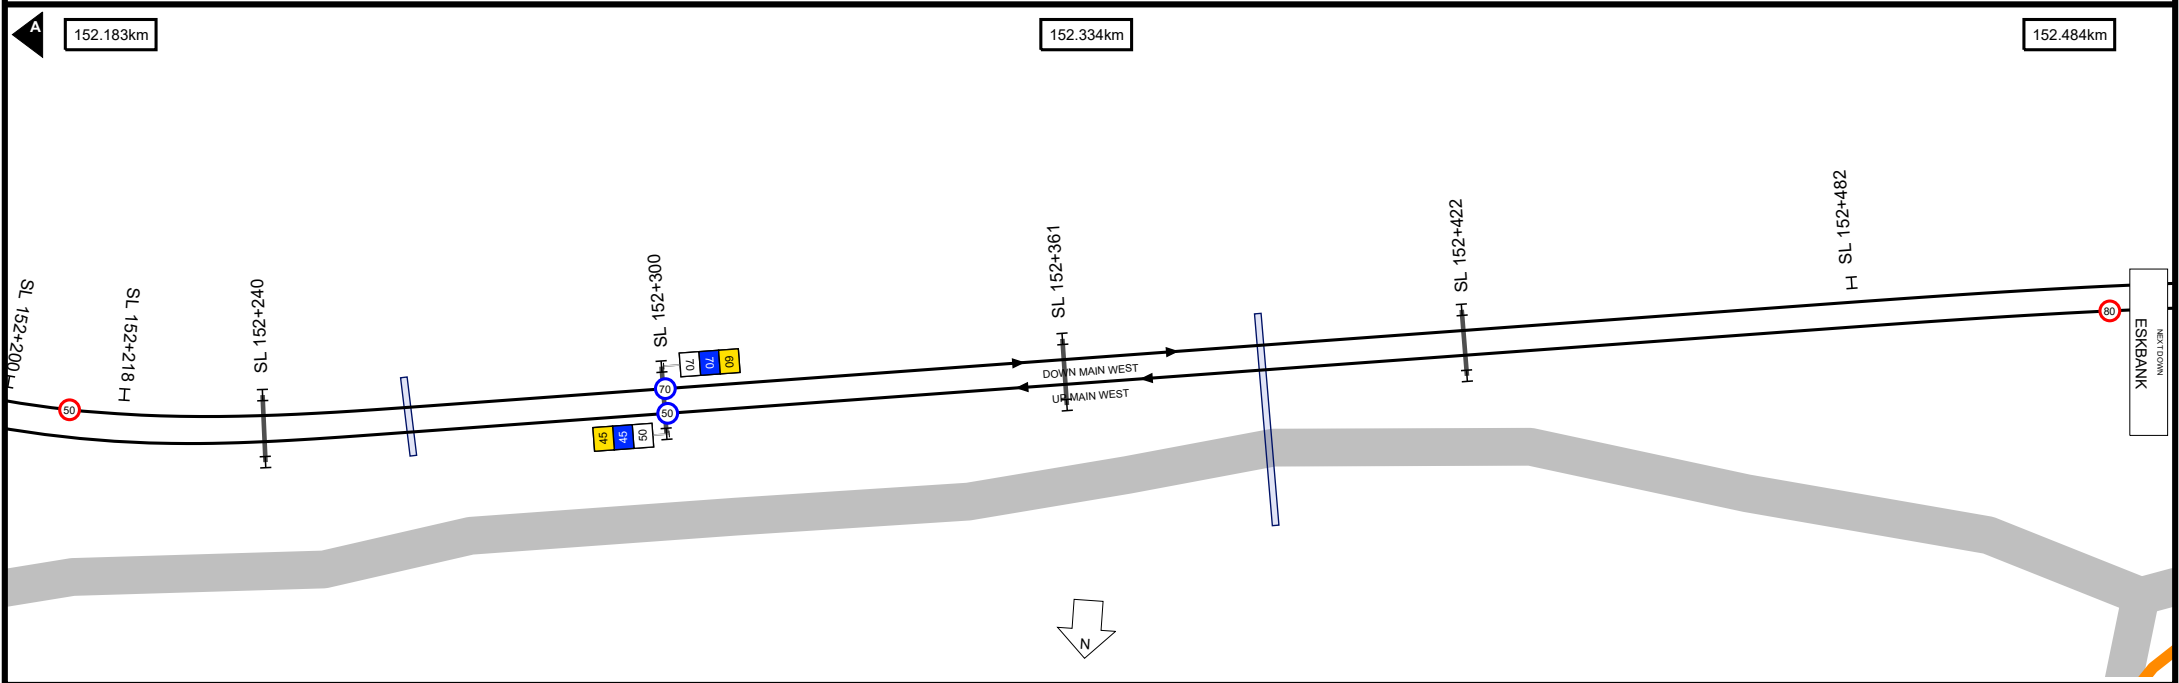 A
152.183km
152.334km
152.484km
SL 152+200
SL 152+218
SL 152+240
SL 152+300
SL 152+361
SL 152+422
SL 152+482
50
70
70
70
60
50
45
45
50
DOWN MAIN WEST
UP MAIN WEST
80
NEXT DOWN
ESKBANK
N